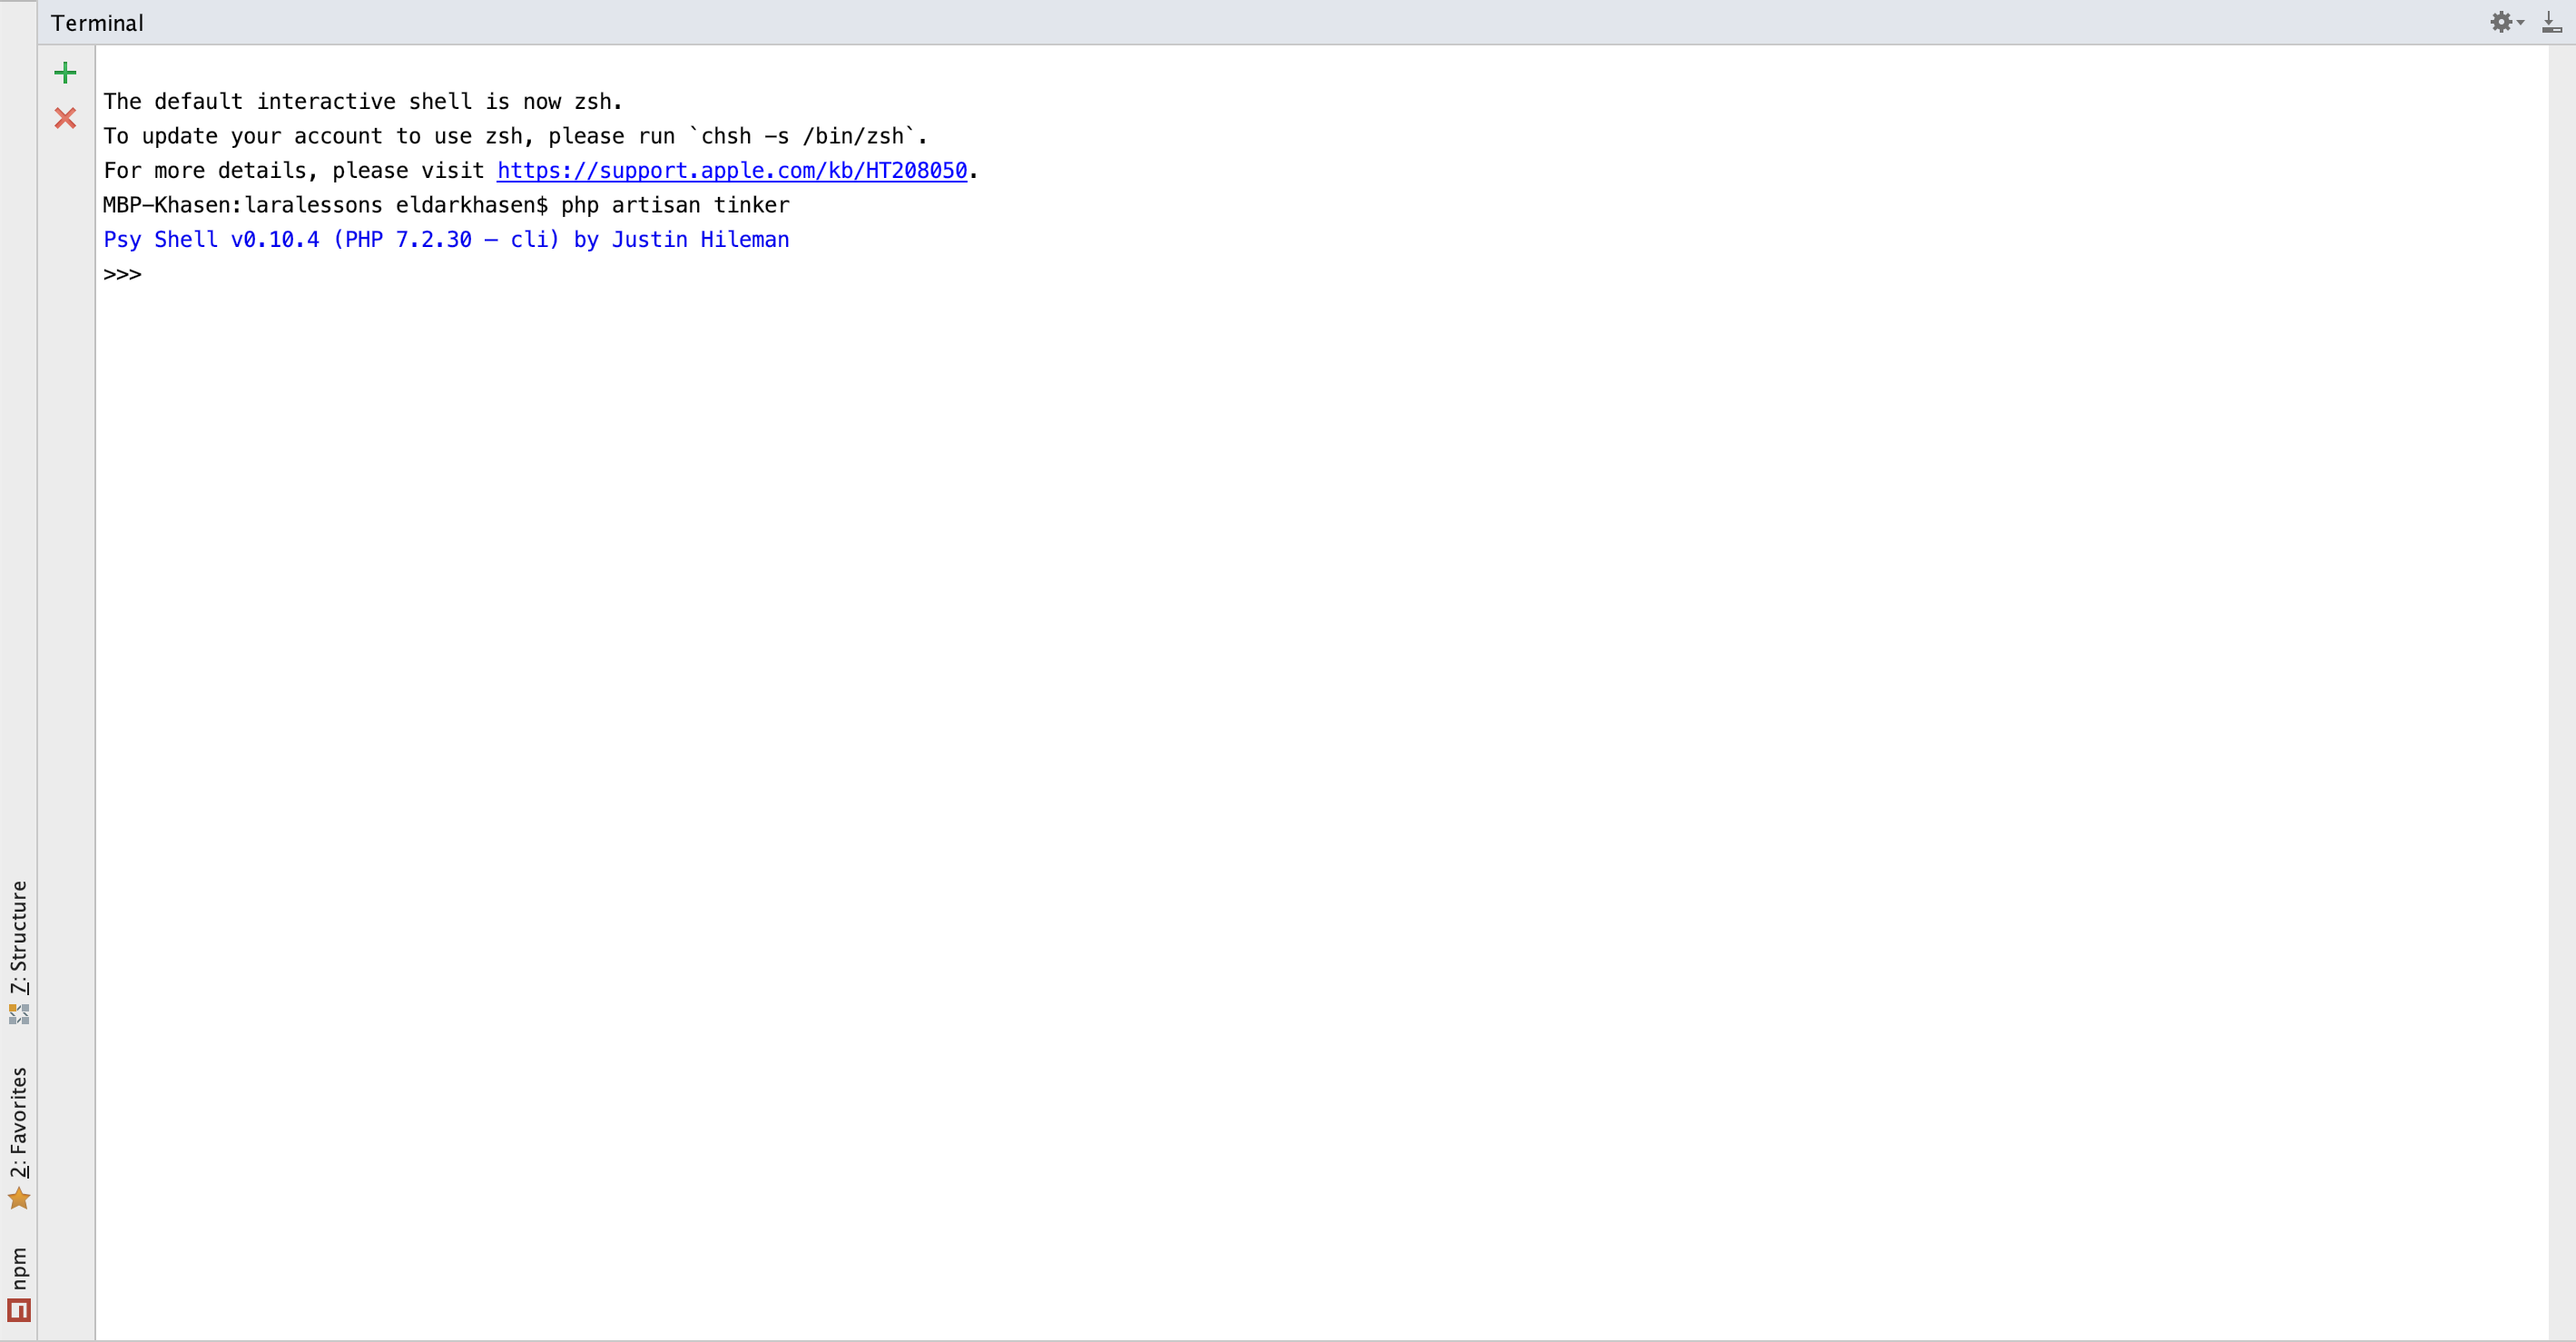 Terminal
The default interactive shell is now zsh.
To update your account to use zsh, please run `chsh -s /bin/zsh`.
For more details, please visit https://support.apple.com/kb/HT208050.
MBP-Khasen:laralessons eldarkhasen$ php artisan tinker
Psy Shell v0.10.4 (PHP 7.2.30 — cli) by Justin Hileman
>>>
7: Structure
2: Favorites
npm